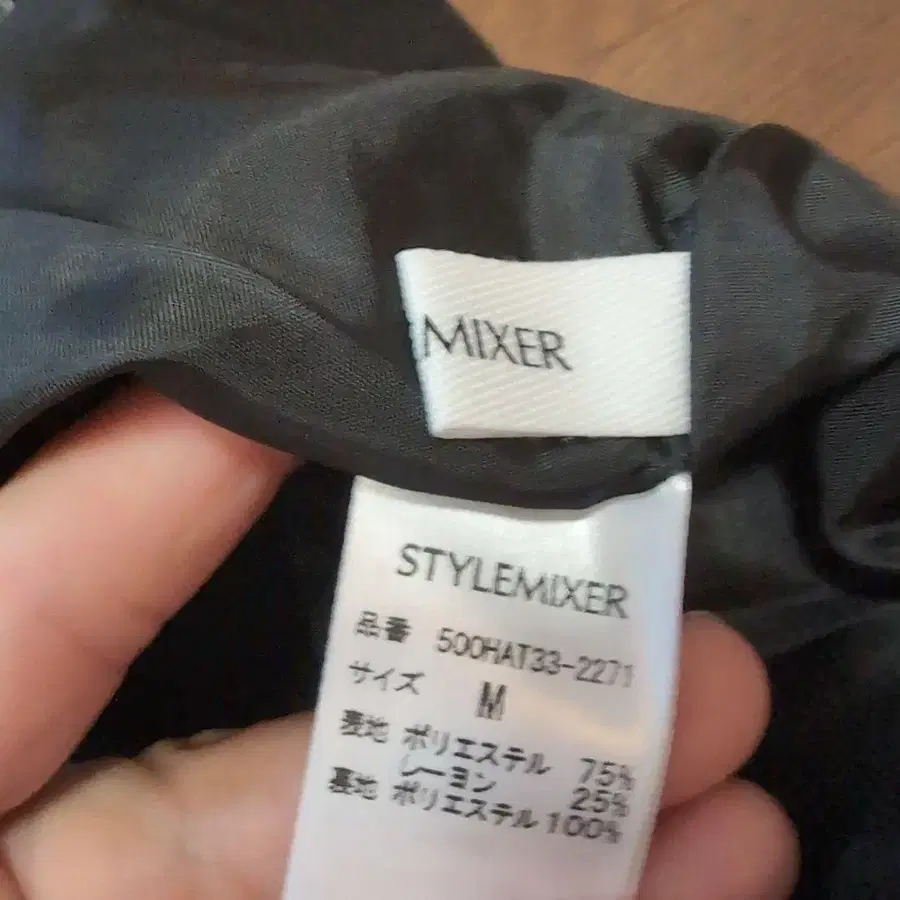 MIXER
STYLEMIXER
品番 500HAT33-2271
サイズ M
表地 ポリエステル 75%
レーヨン 25%
裏地 ポリエステル 100%